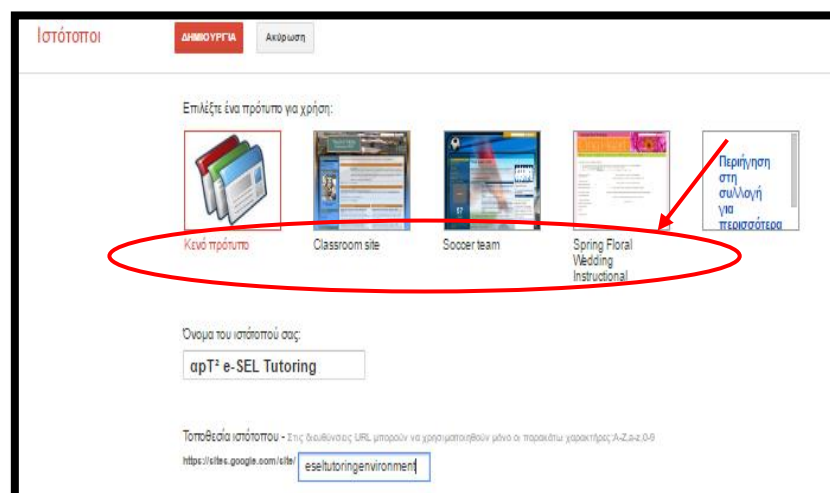 Ιστότοποι
ΔΗΜΙΟΥΡΓΙΑ
Ακύρωση
Επιλέξτε ένα πρότυπο για χρήση:
Περιήγηση
στη
συλλογή
για
περισσότερα
Κενό πρότυπο
Classroom site
Soccer team
Spring Floral
Wedding
Instructional
Όνομα του ιστότοπού σας:
αpT² e-SEL Tutoring
Τοποθεσία ιστότοπου - Στις διευθύνσεις URL μπορούν να χρησιμοποιηθούν μόνο οι παρακάτω χαρακτήρες:A-Z,a-z,0-9
https://sites.google.com/site/ eseltutoringenvironment